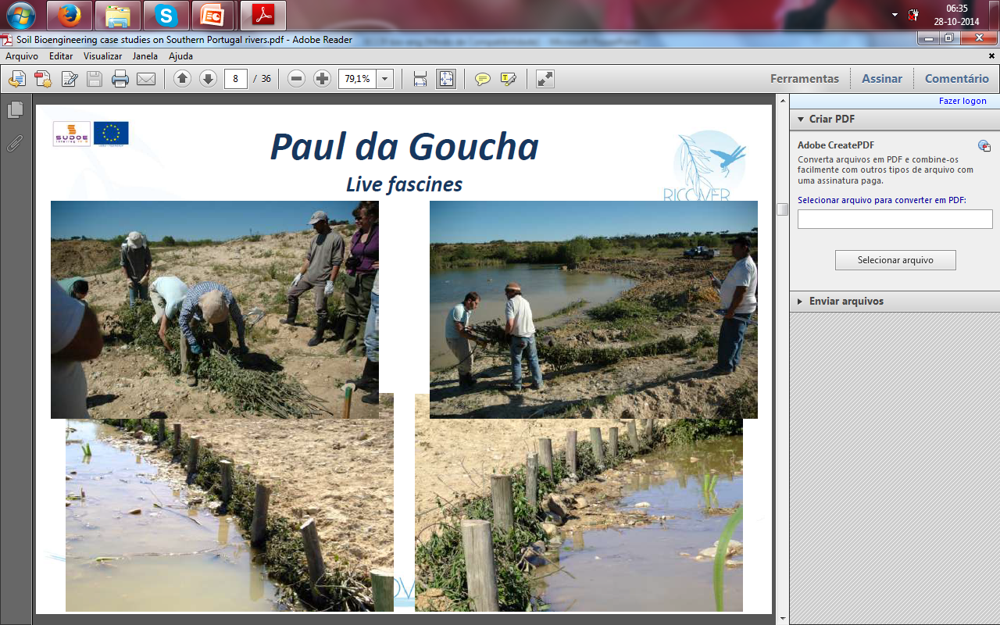 06:35
28-10-2014
Soil Bioengineering case studies on Southern Portugal rivers.pdf - Adobe Reader
Arquivo Editar Visualizar Janela Ajuda
8 / 36 79,1% Ferramentas Assinar Comentário
Fazer logon
Criar PDF
Adobe CreatePDF
Converta arquivos em PDF e combine-os
facilmente com outros tipos de arquivo com
uma assinatura paga.
Selecionar arquivo para converter em PDF:
Selecionar arquivo
Enviar arquivos
SUDOE
Paul da Goucha
Live fascines
RICOVER